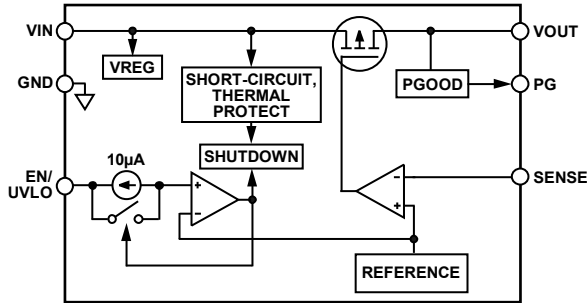 VIN
VOUT
VREG
GND
SHORT-CIRCUIT,
THERMAL
PROTECT
PGOOD
PG
SHUTDOWN
EN/
UVLO
10µA
+
–
–
+
SENSE
REFERENCE